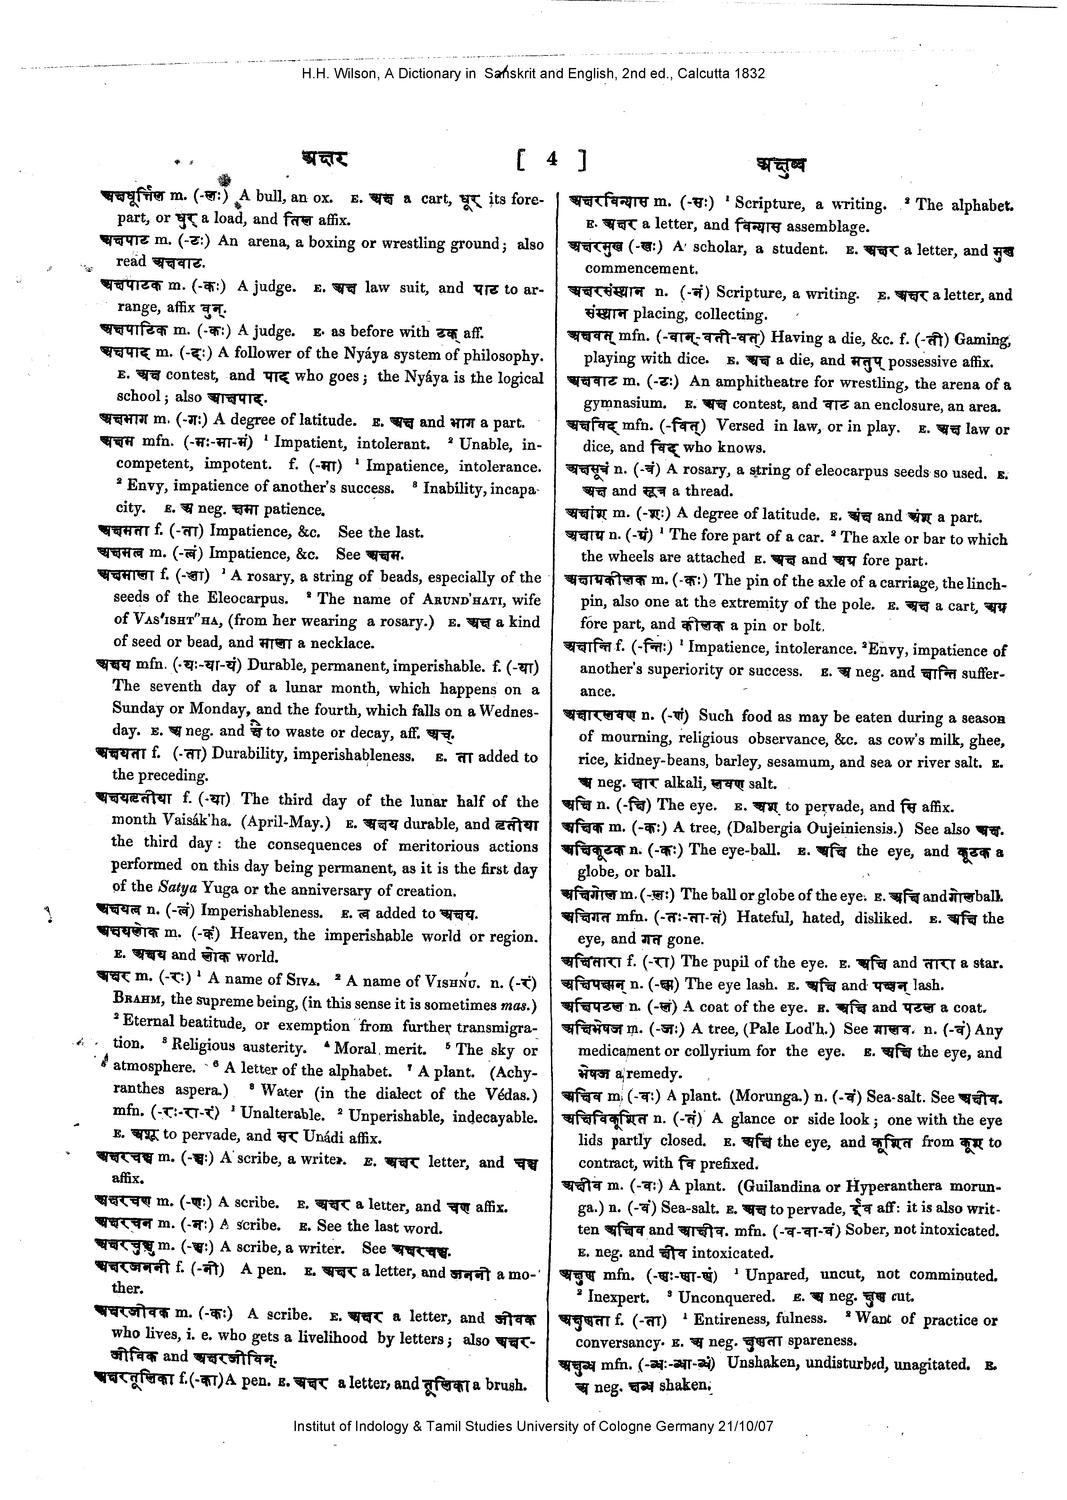 H.H. Wilson, A Dictionary in Sanskrit and English, 2nd ed., Calcutta 1832
अक्षर [ 4 ] अक्षुब्ध
अक्षधूर्त्तिल m. (-लः) A bull, an ox. E. अक्ष a cart, धूर् its fore-
part, or धुर् a load, and तिल affix.
अक्षपाट m. (-टः) An arena, a boxing or wrestling ground; also
read अक्षवाट.
अक्षपाटक m. (-कः) A judge. E. अक्ष law suit, and पाट to ar-
range, affix वुन्.
अक्षपाटिक m. (-कः) A judge. E. as before with टक् aff.
अक्षपाद m. (-दः) A follower of the Nyáya system of philosophy.
E. अक्ष contest, and पाद who goes; the Nyáya is the logical
school; also आक्षपाद.
अक्षभाग m. (-गः) A degree of latitude. E. अक्ष and भाग a part.
अक्षम mfn. (-मः-मा-मं) ¹ Impatient, intolerant. ² Unable, in-
competent, impotent. f. (-मा) ¹ Impatience, intolerance.
² Envy, impatience of another's success. ³ Inability, incapa-
city. E. अ neg. क्षमा patience.
अक्षमता f. (-ता) Impatience, &c. See the last.
अक्षमत्व m. (-त्वं) Impatience, &c. See अक्षम.
अक्षमाला f. (-ला) ¹ A rosary, a string of beads, especially of the
seeds of the Eleocarpus. ² The name of ARUND'HATI, wife
of VAS'ISHT'HA, (from her wearing a rosary.) E. अक्ष a kind
of seed or bead, and माला a necklace.
अक्षय mfn. (-यः-या-यं) Durable, permanent, imperishable. f. (-या)
The seventh day of a lunar month, which happens on a
Sunday or Monday, and the fourth, which falls on a Wednes-
day. E. अ neg. and क्षै to waste or decay, aff. अच्.
अक्षयता f. (-ता) Durability, imperishableness. E. ता added to
the preceding.
अक्षयतृतीया f. (-या) The third day of the lunar half of the
month Vaisák'ha. (April-May.) E. अक्षय durable, and तृतीया
the third day: the consequences of meritorious actions
performed on this day being permanent, as it is the first day
of the Satya Yuga or the anniversary of creation.
अक्षयत्व n. (-त्वं) Imperishableness. E. त्व added to अक्षय.
अक्षयलोक m. (-कं) Heaven, the imperishable world or region.
E. अक्षय and लोक world.
अक्षर m. (-रः) ¹ A name of SIVA. ² A name of VISHNU. n. (-रं)
BRAHM, the supreme being, (in this sense it is sometimes mas.)
² Eternal beatitude, or exemption from further transmigra-
tion. ³ Religious austerity. ⁴ Moral merit. ⁵ The sky or
atmosphere. ⁶ A letter of the alphabet. ⁷ A plant. (Achy-
ranthes aspera.) ⁸ Water (in the dialect of the Védas.)
mfn. (-रः-रा-रं) ¹ Unalterable. ² Unperishable, indecayable.
E. अशू to pervade, and सर Unádi affix.
अक्षरचञ्च m. (-ञ्चः) A scribe, a writer. E. अक्षर letter, and चञ्च
affix.
अक्षरचण m. (-णः) A scribe. E. अक्षर a letter, and चण affix.
अक्षरचन m. (-नः) A scribe. E. See the last word.
अक्षरचुञ्चु m. (-ञ्चुः) A scribe, a writer. See अक्षरचञ्च.
अक्षरजननी f. (-नी) A pen. E. अक्षर a letter, and जननी a mo-
ther.
अक्षरजीवक m. (-कः) A scribe. E. अक्षर a letter, and जीवक
who lives, i. e. who gets a livelihood by letters; also अक्षर-
जीविक and अक्षरजीविन्.
अक्षरतूलिका f.(-का)A pen. E. अक्षर a letter, and तूलिका a brush.
अक्षरविन्यास m. (-सः) ¹ Scripture, a writing. ² The alphabet.
E. अक्षर a letter, and विन्यास assemblage.
अक्षरमुख (-खः) A scholar, a student. E. अक्षर a letter, and मुख
commencement.
अक्षरसंस्थान n. (-नं) Scripture, a writing. E. अक्षर a letter, and
संस्थान placing, collecting.
अक्षवत् mfn. (-वान्-वती-वत्) Having a die, &c. f. (-ती) Gaming,
playing with dice. E. अक्ष a die, and मतुप् possessive affix.
अक्षवाट m. (-टः) An amphitheatre for wrestling, the arena of a
gymnasium. E. अक्ष contest, and वाट an enclosure, an area.
अक्षविद् mfn. (-वित्) Versed in law, or in play. E. अक्ष law or
dice, and विद् who knows.
अक्षसूत्रं n. (-त्रं) A rosary, a string of eleocarpus seeds so used. E.
अक्ष and सूत्र a thread.
अक्षांश m. (-शः) A degree of latitude. E. अक्ष and अंश a part.
अक्षाग्र n. (-ग्रं) ¹ The fore part of a car. ² The axle or bar to which
the wheels are attached E. अक्ष and अग्र fore part.
अक्षाग्रकीलक m. (-कः) The pin of the axle of a carriage, the linch-
pin, also one at the extremity of the pole. E. अक्ष a cart, अग्र
fore part, and कीलक a pin or bolt.
अक्षान्ति f. (-न्तिः) ¹ Impatience, intolerance. ²Envy, impatience of
another's superiority or success. E. अ neg. and क्षान्ति suffer-
ance.
अक्षारलवण n. (-णं) Such food as may be eaten during a season
of mourning, religious observance, &c. as cow's milk, ghee,
rice, kidney-beans, barley, sesamum, and sea or river salt. E.
अ neg. क्षार alkali, लवण salt.
अक्षि n. (-क्षि) The eye. E. अश् to pervade, and सि affix.
अक्षिक m. (-कः) A tree, (Dalbergia Oujeiniensis.) See also अक्ष.
अक्षिकूटक n. (-कः) The eye-ball. E. अक्षि the eye, and कूटक a
globe, or ball.
अक्षिगोल m.(-लः) The ball or globe of the eye. E. अक्षि and गोल ball.
अक्षिगत mfn. (-तः-ता-तं) Hateful, hated, disliked. E. अक्षि the
eye, and गत gone.
अक्षितारा f. (-रा) The pupil of the eye. E. अक्षि and तारा a star.
अक्षिपक्ष्मन् n. (-क्ष्म) The eye lash. E. अक्षि and पक्ष्मन् lash.
अक्षिपटल n. (-लं) A coat of the eye. E. अक्षि and पटल a coat.
अक्षिभेषज m. (-जः) A tree, (Pale Lod'h.) See मालव. n. (-जं) Any
medicament or collyrium for the eye. E. अक्षि the eye, and
भेषज a remedy.
अक्षिव m. (-वः) A plant. (Morunga.) n. (-वं) Sea-salt. See अक्षीव.
अक्षिविकूशित n. (-तं) A glance or side look; one with the eye
lids partly closed. E. अक्षि the eye, and कूशित from कूश् to
contract, with वि prefixed.
अक्षीव m. (-वः) A plant. (Guilandina or Hyperanthera morun-
ga.) n. (-वं) Sea-salt. E. अक्ष to pervade, ईव aff: it is also writ-
ten अक्षिव and आक्षीव. mfn. (-व-वा-वं) Sober, not intoxicated.
E. neg. and क्षीव intoxicated.
अक्षुण mfn. (-णः-णा-णं) ¹ Unpared, uncut, not comminuted.
² Inexpert. ³ Unconquered. E. अ neg. क्षुण cut.
अक्षुणता f. (-ता) ¹ Entireness, fulness. ² Want of practice or
conversancy. E. अ neg. क्षुणता spareness.
अक्षुब्ध mfn. (-ब्धः-ब्धा-ब्धं) Unshaken, undisturbed, unagitated. E.
अ neg. क्षब्ध shaken.
Institut of Indology & Tamil Studies University of Cologne Germany 21/10/07